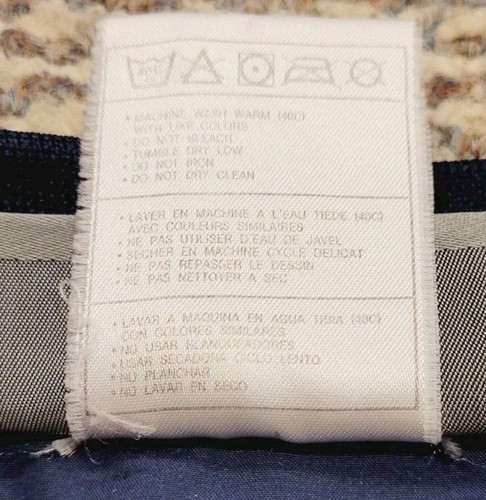 40C
• MACHINE WASH WARM (40C)
WITH LIKE COLORS
• DO NOT BLEACH
• TUMBLE DRY LOW
• DO NOT IRON
• DO NOT DRY CLEAN
• LAVER EN MACHINE A L'EAU TIEDE (40C)
AVEC COULEURS SIMILAIRES
• NE PAS UTILISER D'EAU DE JAVEL
• SECHER EN MACHINE CYCLE DELICAT
• NE PAS REPASSER LE DESSIN
• NE PAS NETTOYER A SEC
• LAVAR A MAQUINA EN AGUA TIBIA (40C)
CON COLORES SIMILARES
• NO USAR BLANQUEADORES
• USAR SECADORA CICLO LENTO
• NO PLANCHAR
• NO LAVAR EN SECO